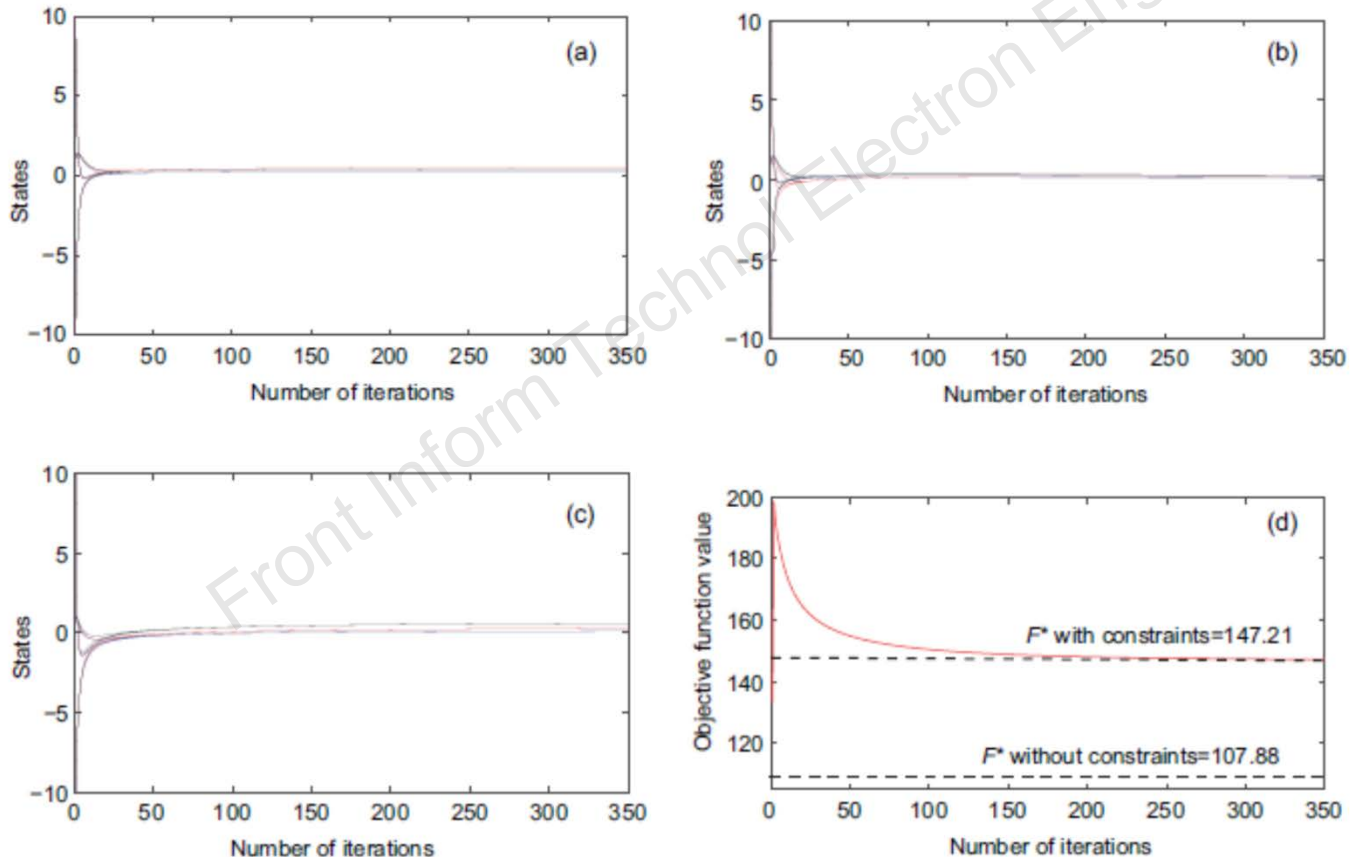 10
5
0
−5
−10
States
(a)
0 50 100 150 200 250 300 350
Number of iterations
10
5
0
−5
−10
States
(b)
0 50 100 150 200 250 300 350
Number of iterations
10
5
0
−5
−10
States
(c)
0 50 100 150 200 250 300 350
Number of iterations
200
180
160
140
120
Objective function value
(d)
F* with constraints=147.21
F* without constraints=107.88
0 50 100 150 200 250 300 350
Number of iterations
Front Inform Technol Electron Eng